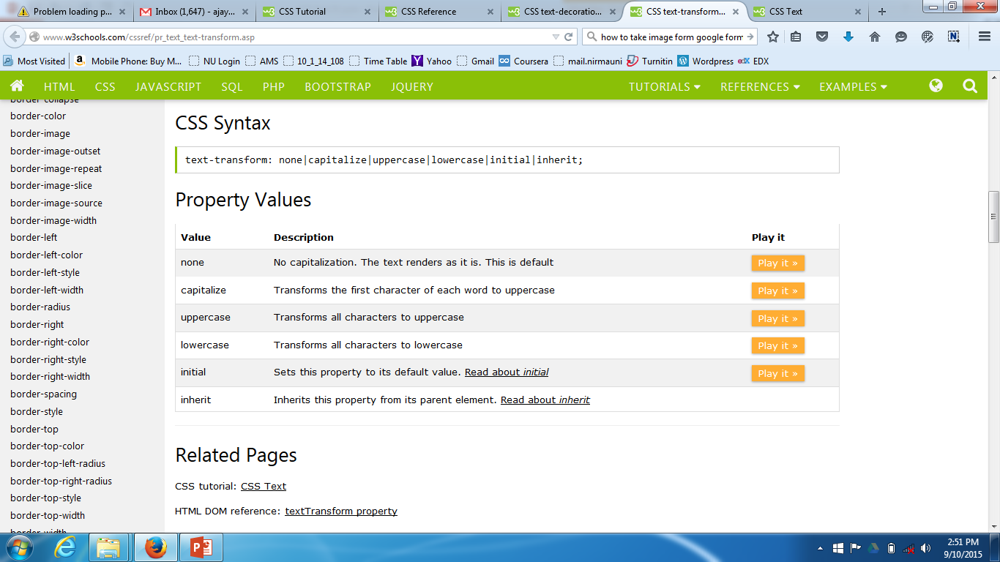 Problem loading p...
Inbox (1,647) - ajay...
CSS Tutorial
CSS Reference
CSS text-decoratio...
CSS text-transform...
CSS Text
www.w3schools.com/cssref/pr_text_text-transform.asp
how to take image form google form
Most Visited
Mobile Phone: Buy M...
NU Login
AMS
10_1_14_108
Time Table
Yahoo
Gmail
Coursera
mail.nirmauni
Turnitin
Wordpress
edX EDX
HTML CSS JAVASCRIPT SQL PHP BOOTSTRAP JQUERY TUTORIALS REFERENCES EXAMPLES
border-collapse
border-color
border-image
border-image-outset
border-image-repeat
border-image-slice
border-image-source
border-image-width
border-left
border-left-color
border-left-style
border-left-width
border-radius
border-right
border-right-color
border-right-style
border-right-width
border-spacing
border-style
border-top
border-top-color
border-top-left-radius
border-top-right-radius
border-top-style
border-top-width
border-width
CSS Syntax
text-transform: none|capitalize|uppercase|lowercase|initial|inherit;
Property Values
Value Description Play it
none No capitalization. The text renders as it is. This is default Play it »
capitalize Transforms the first character of each word to uppercase Play it »
uppercase Transforms all characters to uppercase Play it »
lowercase Transforms all characters to lowercase Play it »
initial Sets this property to its default value. Read about initial Play it »
inherit Inherits this property from its parent element. Read about inherit
Related Pages
CSS tutorial: CSS Text
HTML DOM reference: textTransform property
2:51 PM
9/10/2015